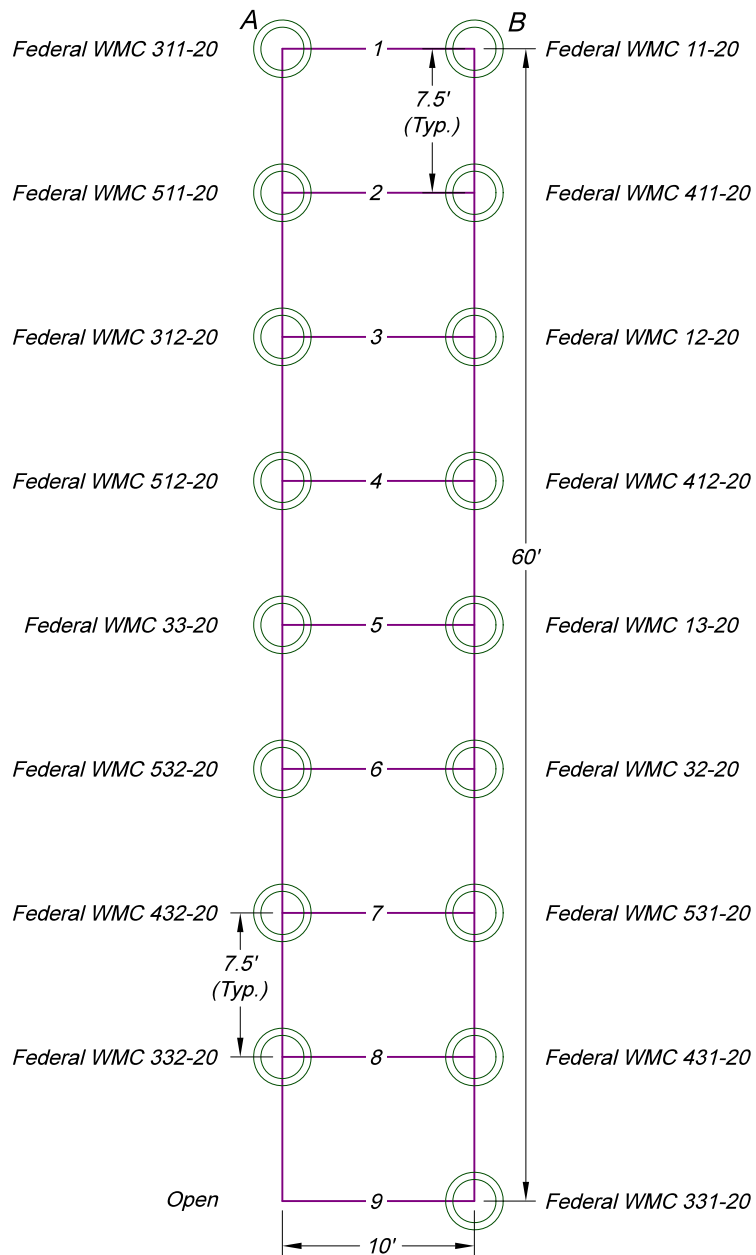 A
B
Federal WMC 311-20
1
Federal WMC 11-20
7.5'
(Typ.)
Federal WMC 511-20
2
Federal WMC 411-20
Federal WMC 312-20
3
Federal WMC 12-20
Federal WMC 512-20
4
Federal WMC 412-20
60'
Federal WMC 33-20
5
Federal WMC 13-20
Federal WMC 532-20
6
Federal WMC 32-20
Federal WMC 432-20
7
Federal WMC 531-20
7.5'
(Typ.)
Federal WMC 332-20
8
Federal WMC 431-20
Open
9
Federal WMC 331-20
10'